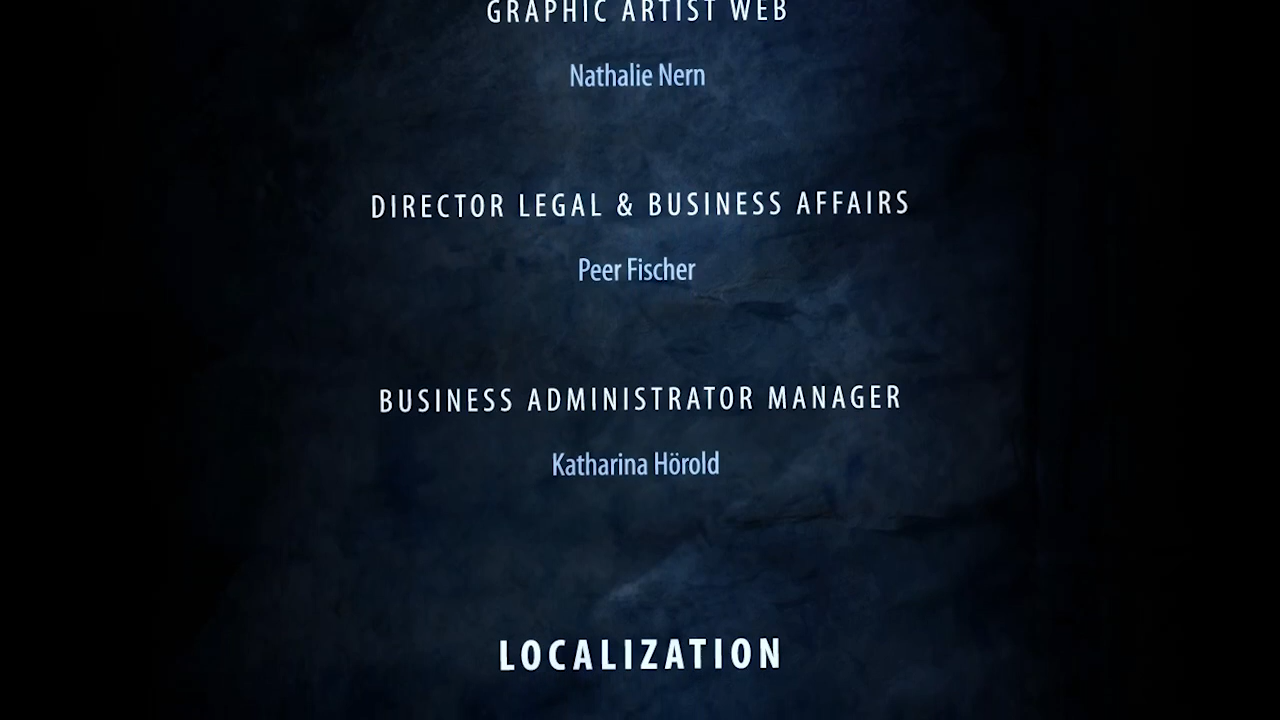 GRAPHIC ARTIST WEB
Nathalie Nern
DIRECTOR LEGAL & BUSINESS AFFAIRS
Peer Fischer
BUSINESS ADMINISTRATOR MANAGER
Katharina Hörold
LOCALIZATION